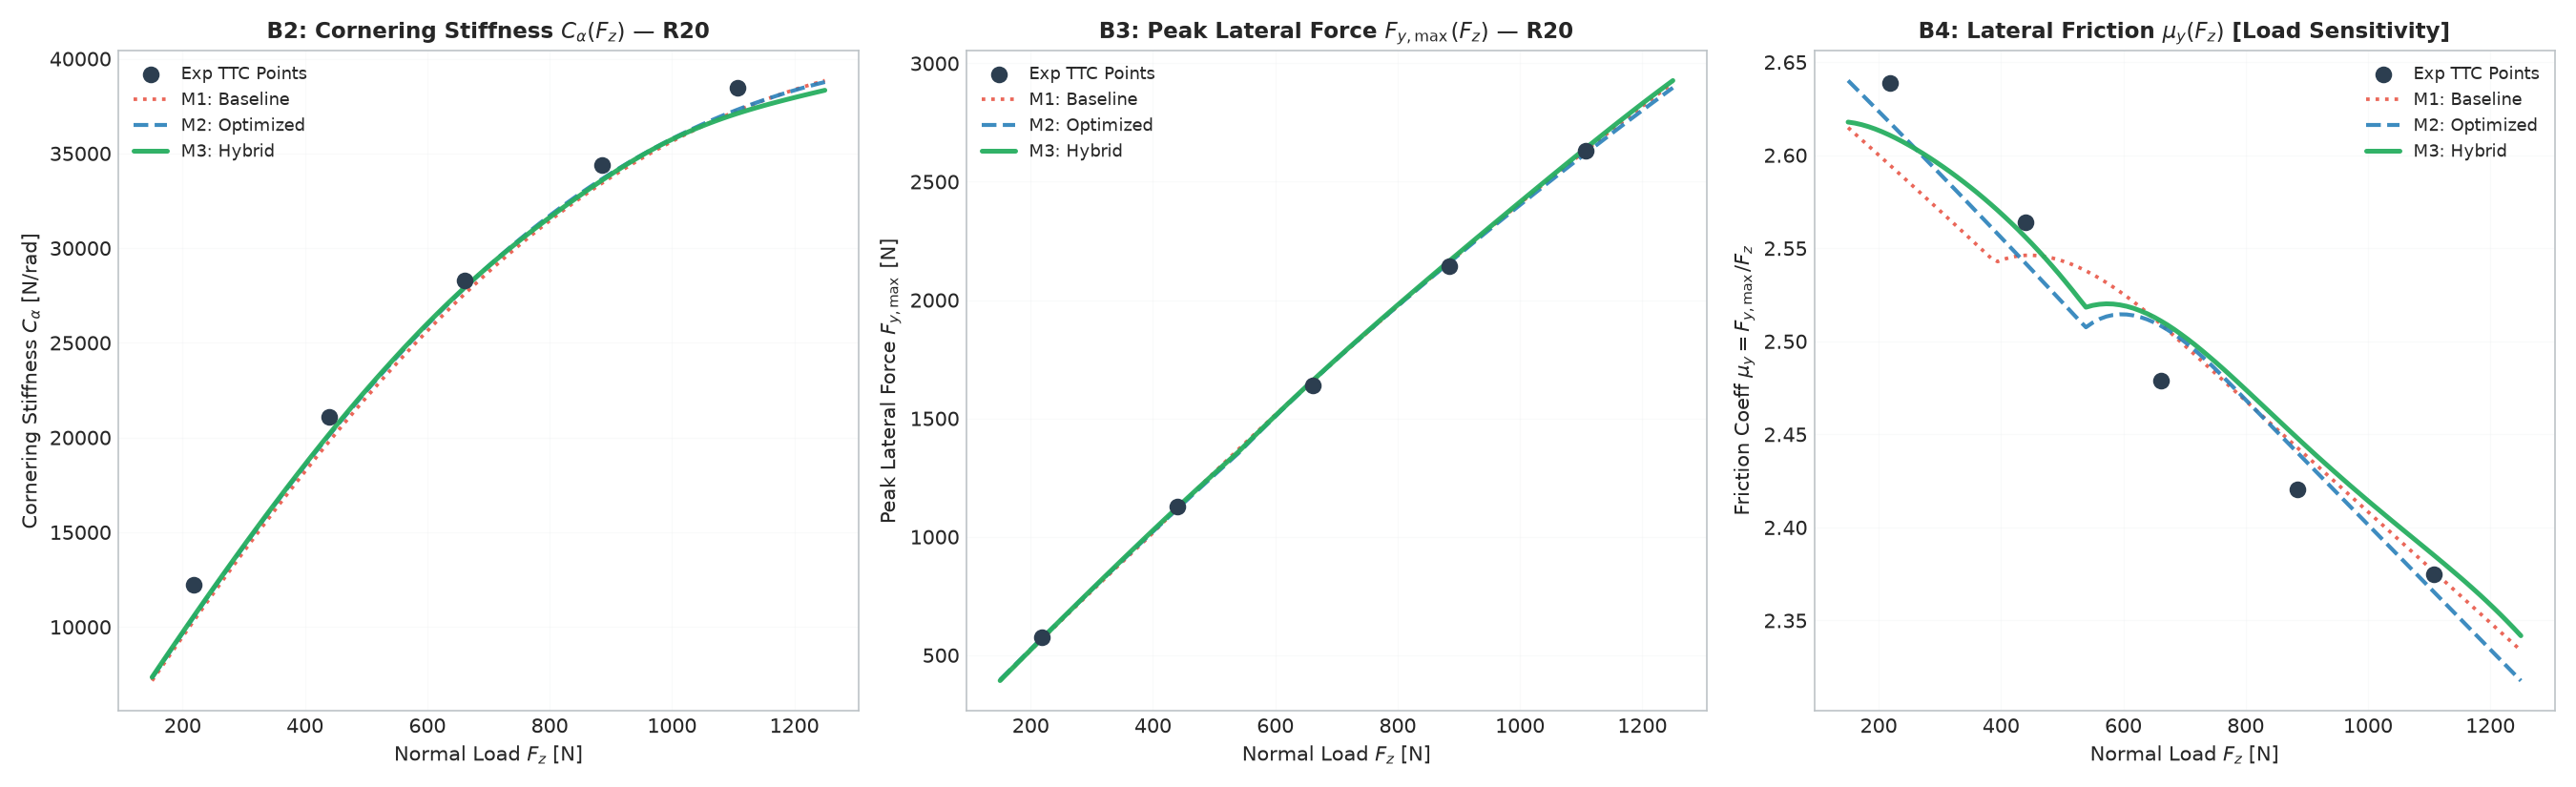 B2: Cornering Stiffness Cα(Fz) — R20
Exp TTC Points
M1: Baseline
M2: Optimized
M3: Hybrid
40000
35000
30000
25000
20000
15000
10000
Cornering Stiffness Cα [N/rad]
200 400 600 800 1000 1200
Normal Load Fz [N]
B3: Peak Lateral Force Fy, max(Fz) — R20
Exp TTC Points
M1: Baseline
M2: Optimized
M3: Hybrid
3000
2500
2000
1500
1000
500
Peak Lateral Force Fy, max [N]
200 400 600 800 1000 1200
Normal Load Fz [N]
B4: Lateral Friction μy(Fz) [Load Sensitivity]
Exp TTC Points
M1: Baseline
M2: Optimized
M3: Hybrid
2.65
2.60
2.55
2.50
2.45
2.40
2.35
Friction Coeff μy = Fy, max/Fz
200 400 600 800 1000 1200
Normal Load Fz [N]